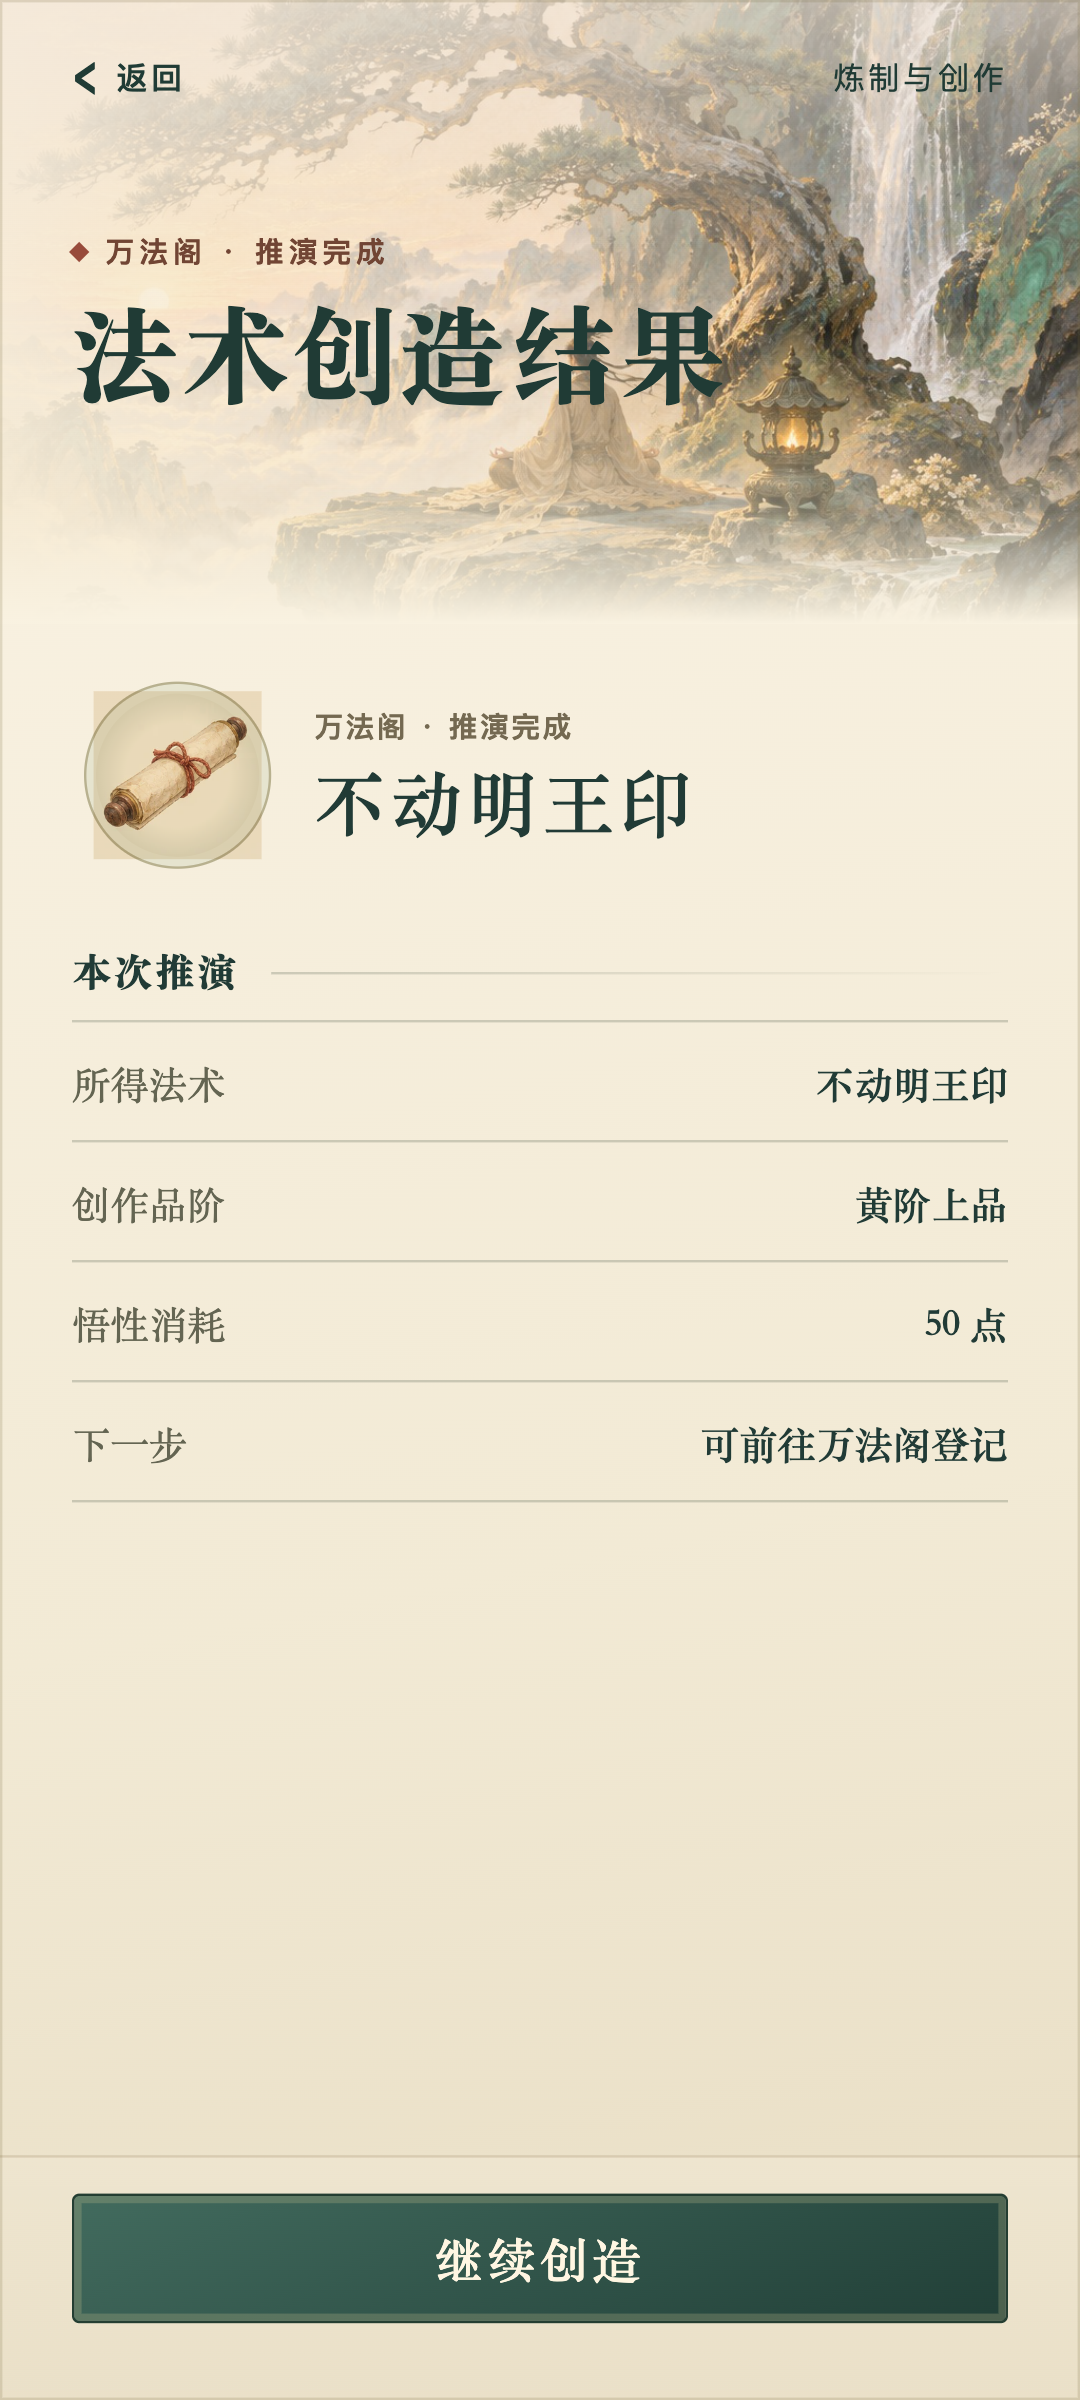 返回
炼制与创作
万法阁 · 推演完成
法术创造结果
万法阁 · 推演完成
不动明王印
本次推演
所得法术 不动明王印
创作品阶 黄阶上品
悟性消耗 50 点
下一步 可前往万法阁登记
继续创造